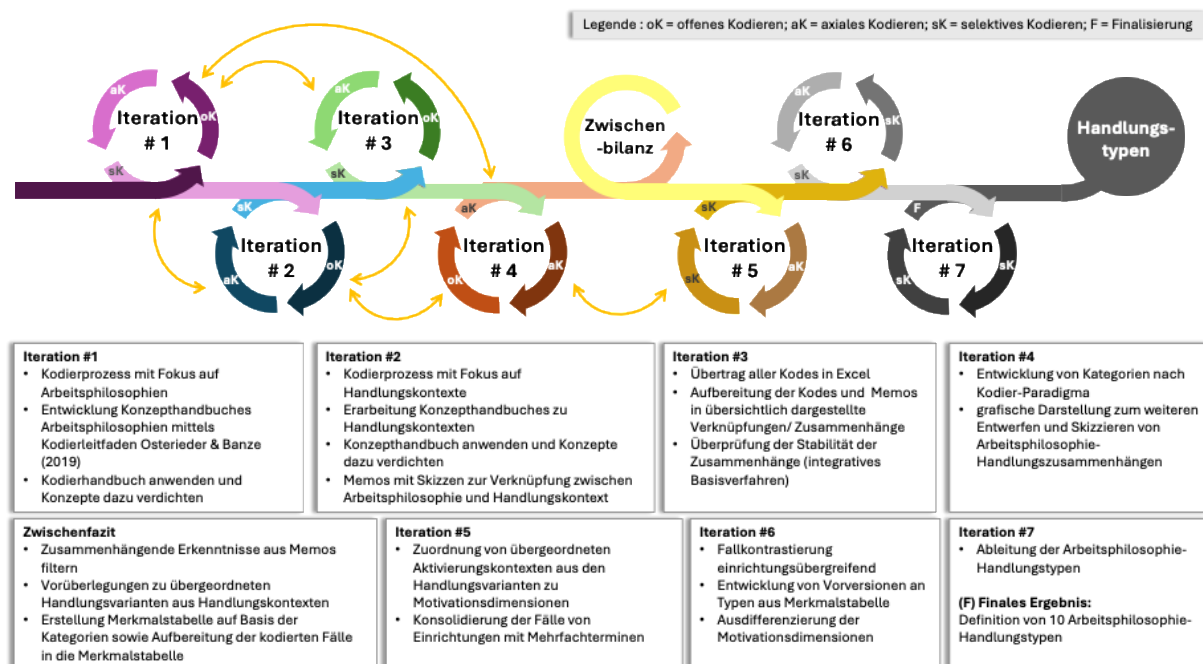 Legende : oK = offenes Kodieren; aK = axiales Kodieren; sK = selektives Kodieren; F = Finalisierung
aK
oK
sK
Iteration
# 1
aK
oK
sK
Iteration
# 3
Zwischen
-bilanz
aK
sK
sK
Iteration
# 6
Handlungs-
typen
sK
oK
aK
Iteration
# 2
aK
oK
aK
Iteration
# 4
sK
aK
sK
Iteration
# 5
F
sK
sK
Iteration
# 7
Iteration #1
• Kodierprozess mit Fokus auf
Arbeitsphilosophien
• Entwicklung Konzepthandbuches
Arbeitsphilosophien mittels
Kodierleitfaden Osterieder & Banze
(2019)
• Kodierhandbuch anwenden und
Konzepte dazu verdichten
Iteration #2
• Kodierprozess mit Fokus auf
Handlungskontexte
• Erarbeitung Konzepthandbuches zu
Handlungskontexten
• Konzepthandbuch anwenden und Konzepte
dazu verdichten
• Memos mit Skizzen zur Verknüpfung zwischen
Arbeitsphilosophie und Handlungskontext
Iteration #3
• Übertrag aller Kodes in Excel
• Aufbereitung der Kodes und Memos
in übersichtlich dargestellte
Verknüpfungen/ Zusammenhänge
• Überprüfung der Stabilität der
Zusammenhänge (integratives
Basisverfahren)
Iteration #4
• Entwicklung von Kategorien nach
Kodier-Paradigma
• grafische Darstellung zum weiteren
Entwerfen und Skizzieren von
Arbeitsphilosophie-
Handlungszusammenhängen
Zwischenfazit
• Zusammenhängende Erkenntnisse aus Memos
filtern
• Vorüberlegungen zu übergeordneten
Handlungsvarianten aus Handlungskontexten
• Erstellung Merkmalstabelle auf Basis der
Kategorien sowie Aufbereitung der kodierten Fälle
in die Merkmalstabelle
Iteration #5
• Zuordnung von übergeordneten
Aktivierungskontexten aus den
Handlungsvarianten zu
Motivationsdimensionen
• Konsolidierung der Fälle von
Einrichtungen mit Mehrfachterminen
Iteration #6
• Fallkontrastierung
einrichtungsübergreifend
• Entwicklung von Vorversionen an
Typen aus Merkmalstabelle
• Ausdifferenzierung der
Motivationsdimensionen
Iteration #7
• Ableitung der Arbeitsphilosophie-
Handlungstypen
(F) Finales Ergebnis:
Definition von 10 Arbeitsphilosophie-
Handlungstypen